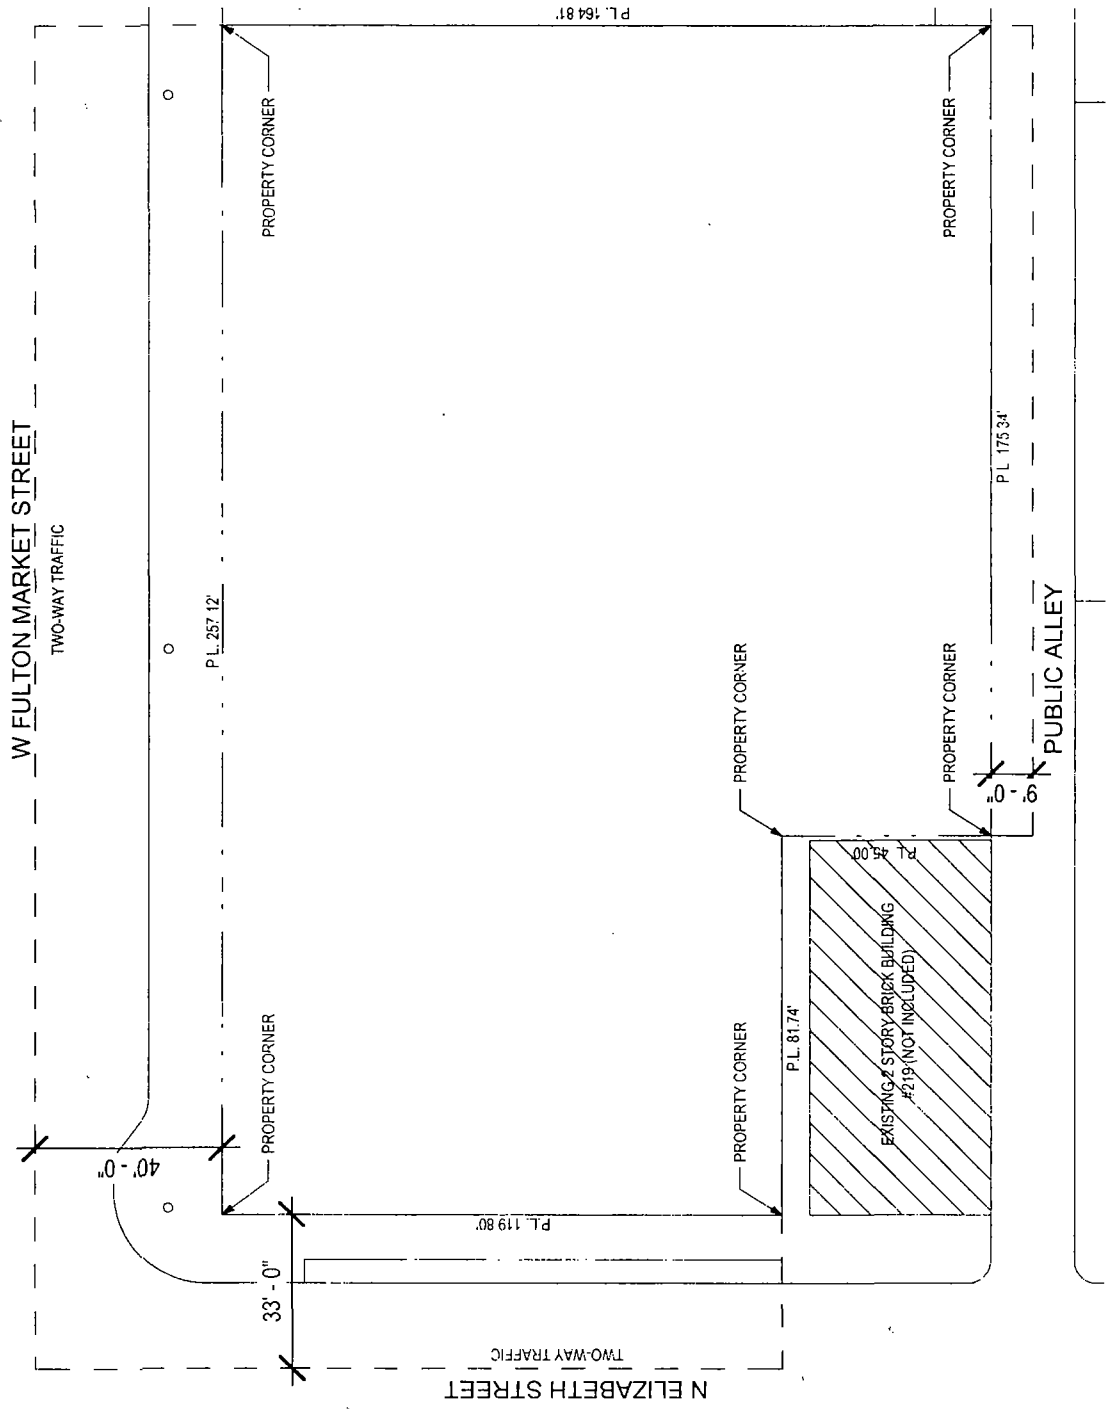 W FULTON MARKET STREET
TWO-WAY TRAFFIC
P.L. 164 81'
PROPERTY CORNER
PROPERTY CORNER
P L. 257 12'
P L 175 34'
PUBLIC ALLEY
9' - 0"
PROPERTY CORNER
PROPERTY CORNER
P.L. 45.00'
EXISTING 2 STORY BRICK BUILDING
#219 (NOT INCLUDED)
P.L. 81.74'
PROPERTY CORNER
PROPERTY CORNER
40' - 0"
P.L. 119 80'
33' - 0"
TWO-WAY TRAFFIC
N ELIZABETH STREET